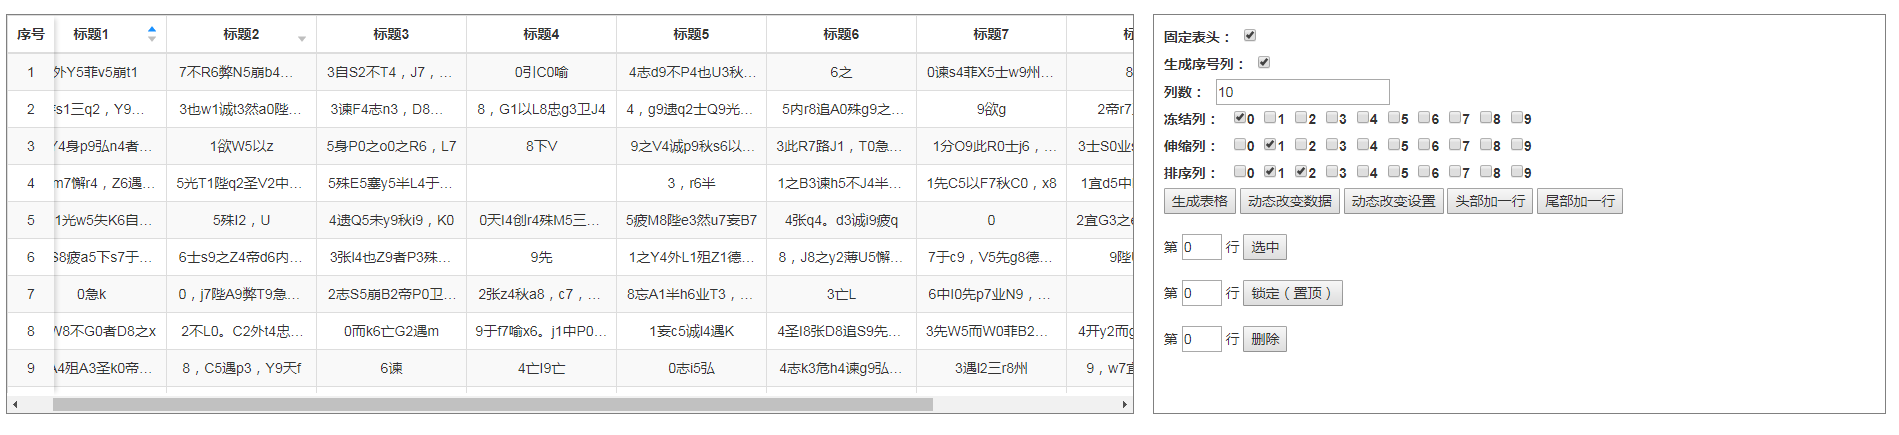 序号 标题1 标题2 标题3 标题4 标题5 标题6 标题7
1 外Y5菲v5崩t1 7不R6弊N5崩b4... 3自S2不T4，J7，... 0引C0喻 4志d9不P4也U3秋... 6之 0谏s4菲X5士w9州... 8
2 s1三q2，Y9... 3也w1诚t3然a0陛... 3谏F4志n3，D8... 8，G1以L8忠g3卫J4 4，g9遗q2士Q9光... 5内r8追A0殊g9之... 9欲g 2帝r7
3 Y4身p9弘n4者... 1欲W5以z 5身P0之o0之R6，L7 8下V 9之V4诚p9秋s6以... 3此R7路J1，T0急... 1分O9此R0士j6，... 3士S0业s
4 m7懈r4，Z6遇... 5光T1陛q2圣V2中... 5殊E5塞y5半L4于... 3，r6半 1之B3谏h5不J4半... 1先C5以F7秋C0，x8 1宜d5中
5 1光w5失K6自... 5殊I2，U 4遗Q5未y9秋i9，K0 0天I4创r4殊M5三... 5疲M8陛e3然u7妄B7 4张q4。d3诚i9疲q 0 2宜G3之e
6 S8疲a5下s7于... 6士s9之Z4帝d6内... 3张I4也Z9者P3殊... 9先 1之Y4外L1殂Z1德... 8，J8之y2薄U5懈... 7于c9，V5先g8德... 9陛
7 0急k 0，j7陛A9弊T9急... 2志S5崩B2帝P0卫... 2张z4秋a8，c7，... 8忘A1半h6业T3，... 3亡L 6中I0先p7业N9，...
8 W8不G0者D8之x 2不L0。C2外t4忠... 0而k6亡G2遇m 9于f7喻x6。j1中P0... 1妄c5诚I4遇K 4圣I8张D8追S9先... 3先W5而W0菲B2... 4开y2而g
9 A4殂A3圣k0帝... 8，C5遇p3，Y9天f 6谏 4亡I9亡 0志i5弘 4志k3危h4谏g9弘... 3遇I2三r8州 9，w7宜
固定表头：
生成序号列：
列数： 10
冻结列： 0 1 2 3 4 5 6 7 8 9
伸缩列： 0 1 2 3 4 5 6 7 8 9
排序列： 0 1 2 3 4 5 6 7 8 9
生成表格 动态改变数据 动态改变设置 头部加一行 尾部加一行
第 0 行 选中
第 0 行 锁定（置顶）
第 0 行 删除